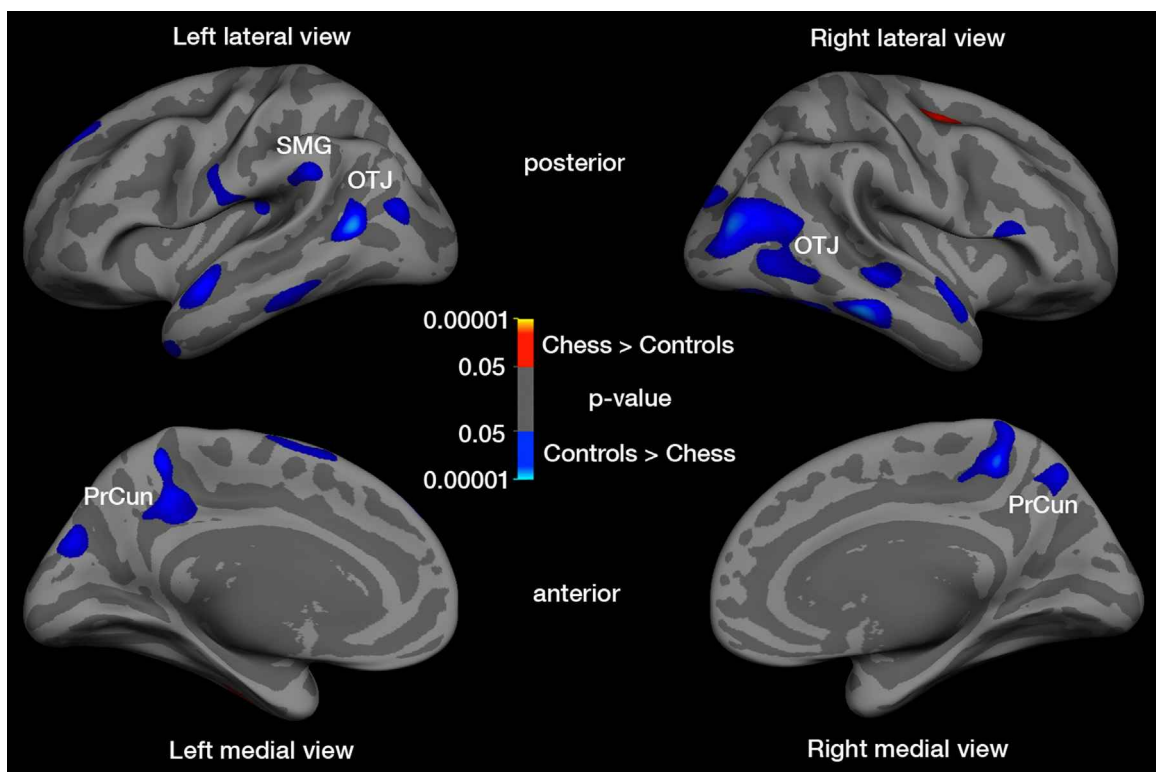 Left lateral view
Right lateral view
SMG
OTJ
posterior
OTJ
0.00001
Chess > Controls
0.05
p-value
0.05
Controls > Chess
0.00001
PrCun
PrCun
anterior
Left medial view
Right medial view